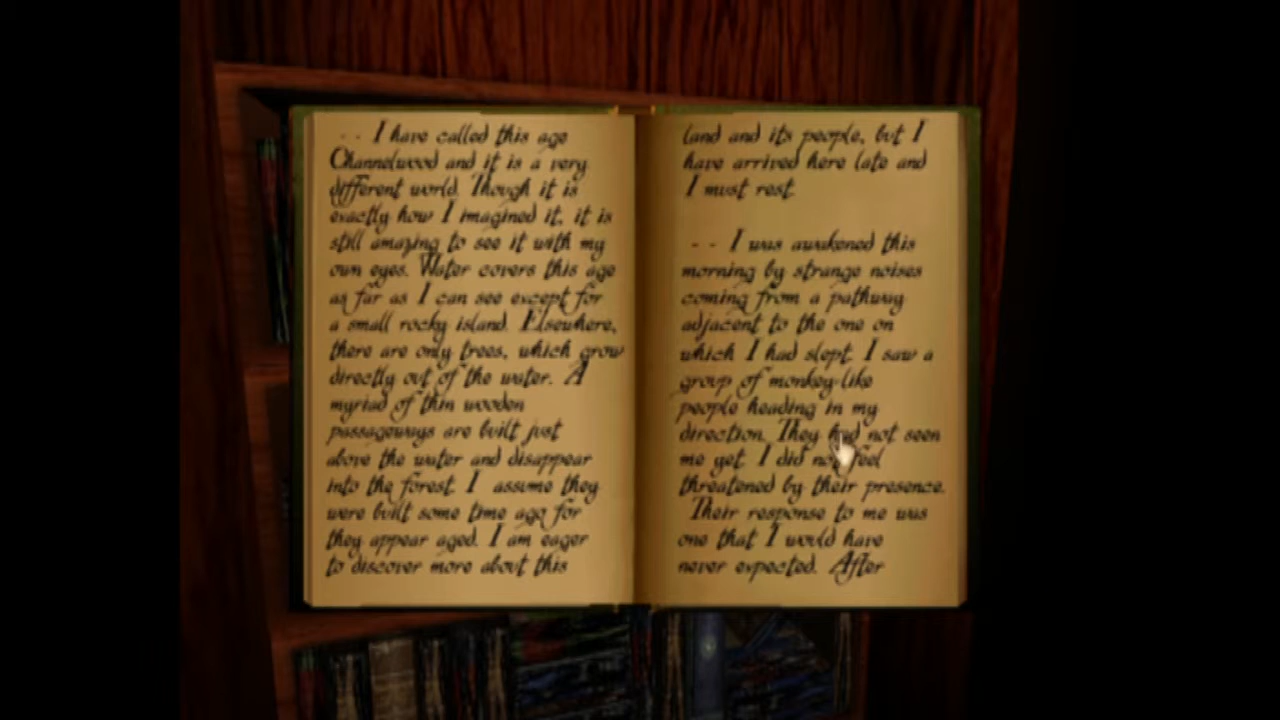 -- I have called this age
Channelwood and it is a very
different world. Though it is
exactly how I imagined it, it is
still amazing to see it with my
own eyes. Water covers this age
as far as I can see except for
a small rocky island. Elsewhere,
there are only trees, which grow
directly out of the water. A
myriad of thin wooden
passageways are built just
above the water and disappear
into the forest. I assume they
were built some time ago for
they appear aged. I am eager
to discover more about this
land and its people, but I
have arrived here late and
I must rest.
-- I was awakened this
morning by strange noises
coming from a pathway
adjacent to the one on
which I had slept. I saw a
group of monkey-like
people heading in my
direction. They had not seen
me yet. I did not feel
threatened by their presence.
Their response to me was
one that I would have
never expected. After